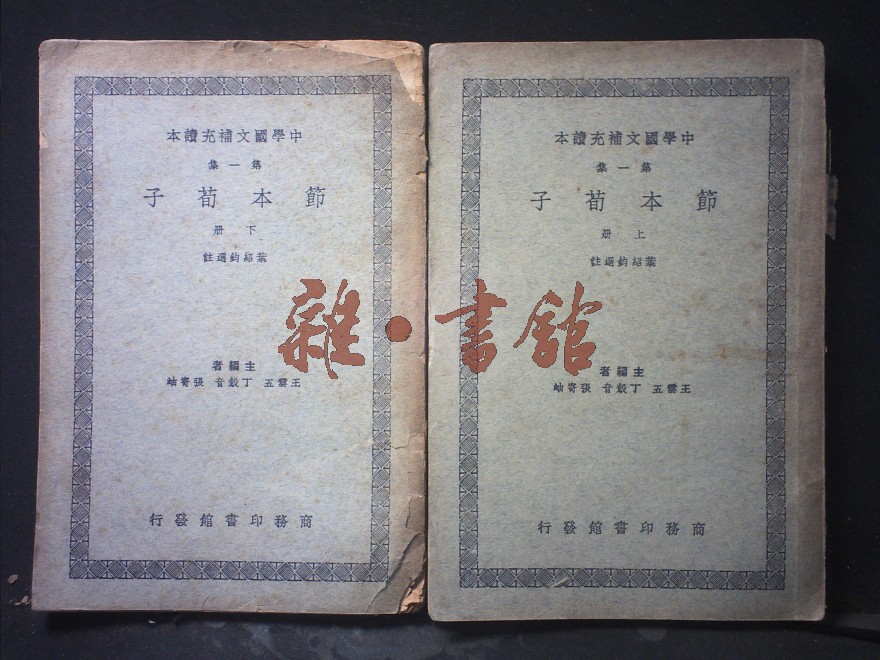 中學國文補充讀本
第一集
節本荀子
上册
葉紹鈞選註
主編者
王雲五 丁㲄音 張寄岫
商務印書館發行
中學國文補充讀本
第一集
節本荀子
下册
葉紹鈞選註
主編者
王雲五 丁㲄音 張寄岫
商務印書館發行
雜·書館